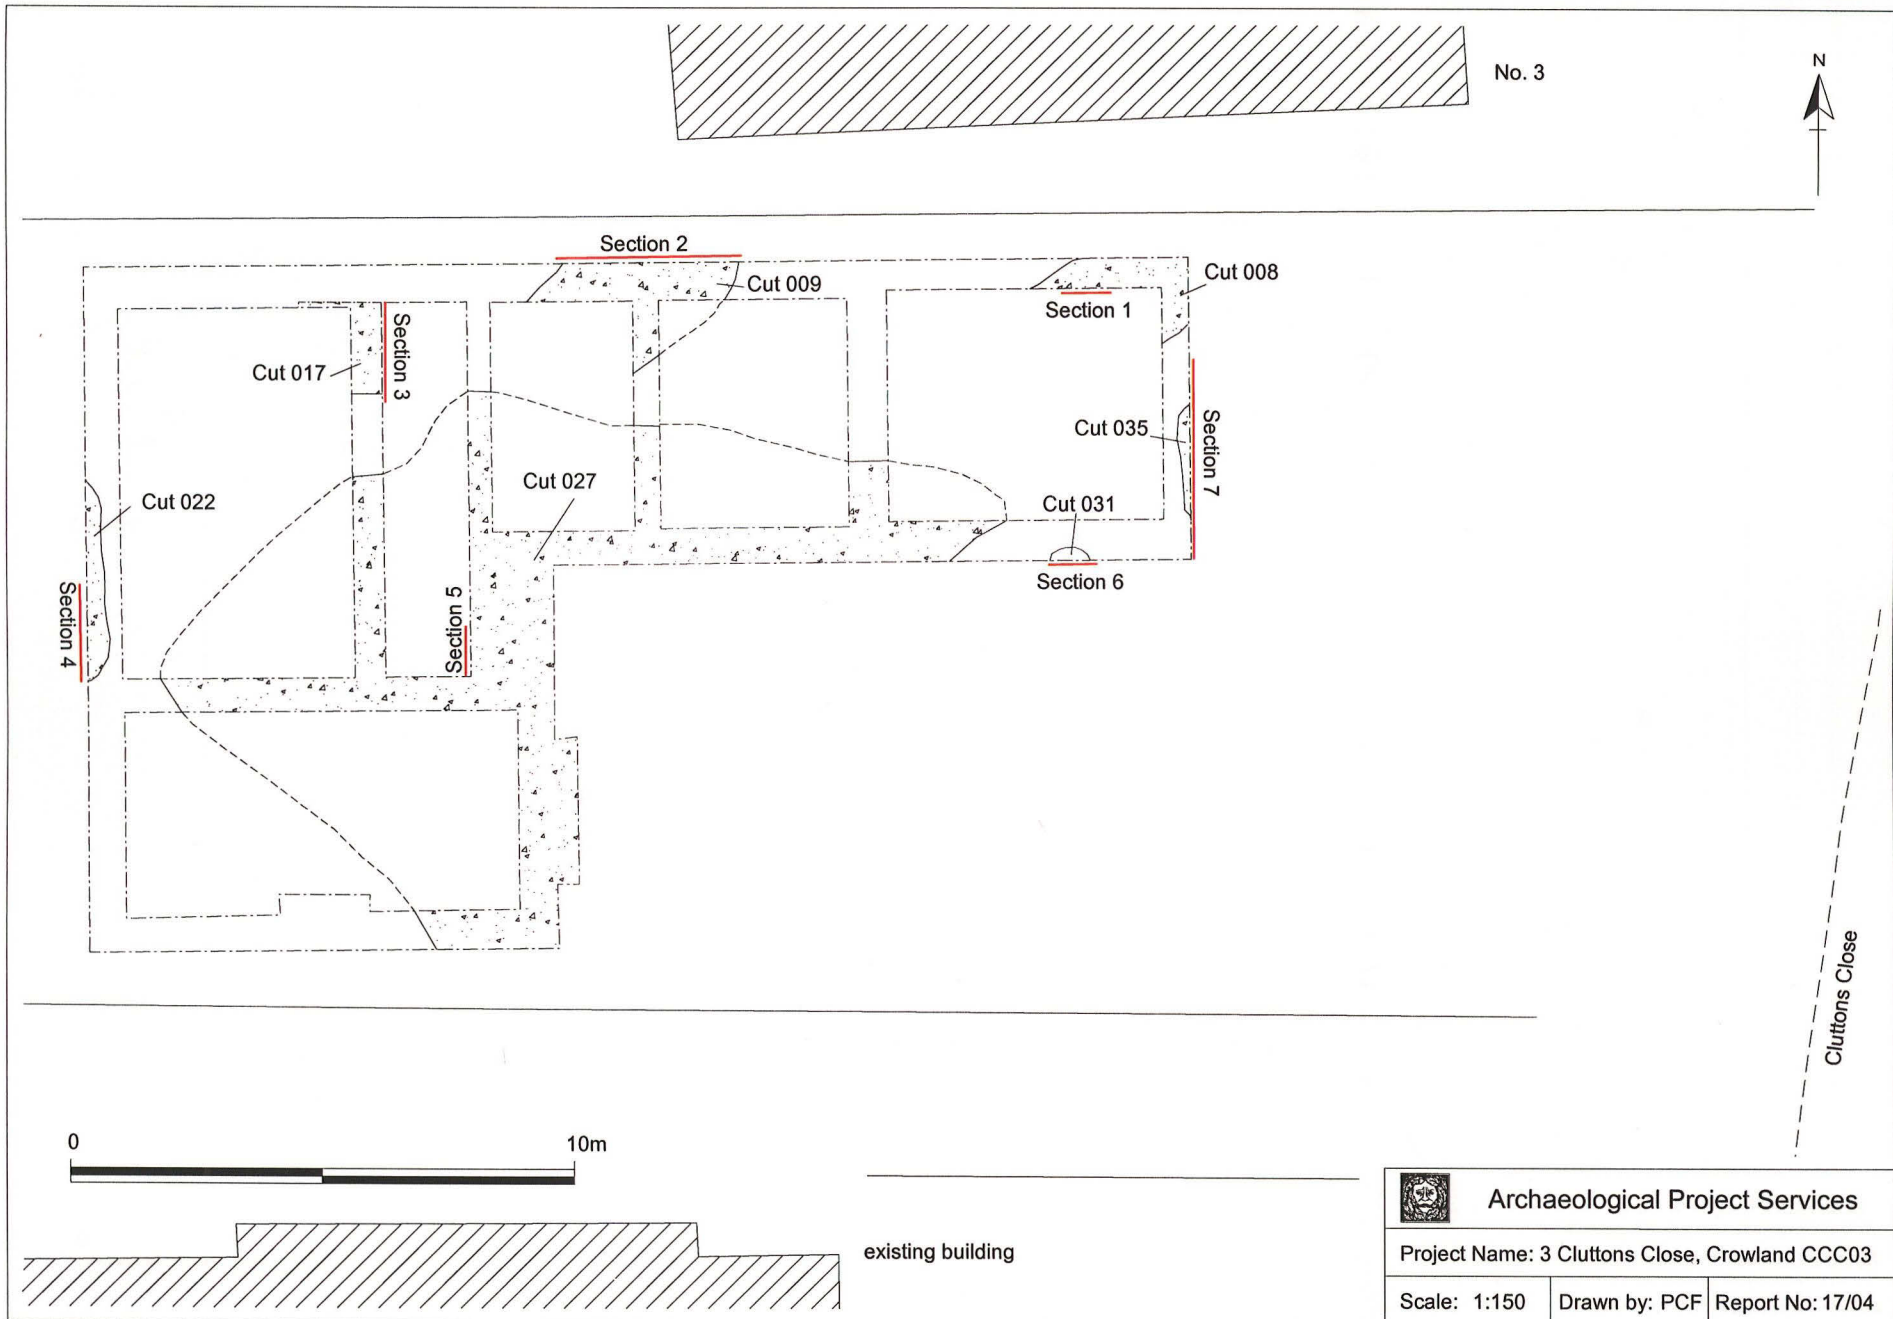 No. 3
N
Section 2
Cut 009
Cut 008
Section 1
Section 3
Cut 017
Cut 035
Section 7
Cut 022
Cut 027
Cut 031
Section 6
Section 4
Section 5
Cluttons Close
0 10m
existing building
Archaeological Project Services
Project Name: 3 Cluttons Close, Crowland CCC03
Scale: 1:150 Drawn by: PCF Report No: 17/04